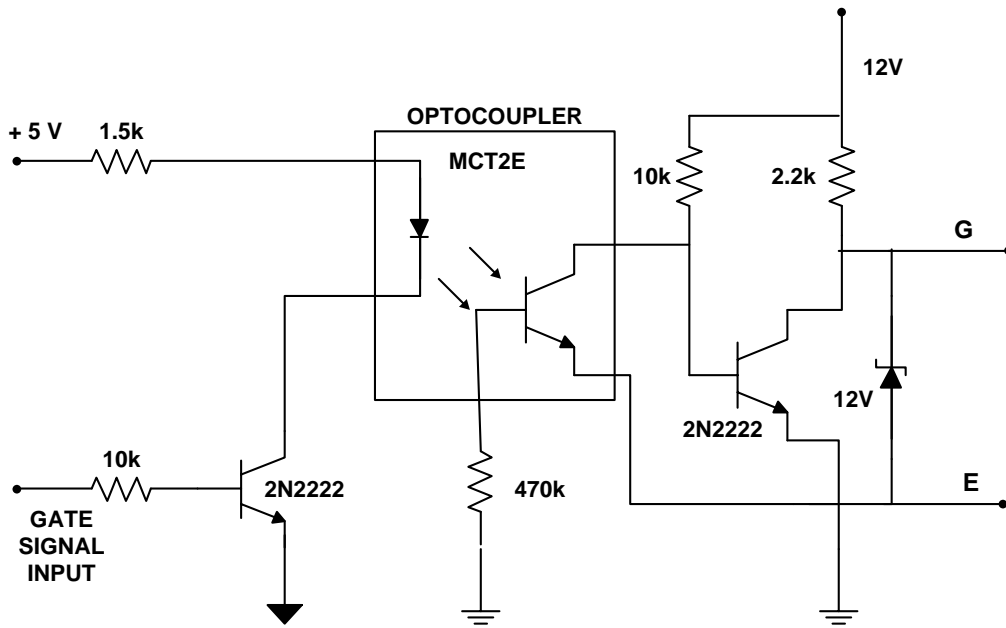 12V
OPTOCOUPLER
+ 5 V
1.5k
MCT2E
10k
2.2k
G
12V
2N2222
10k
2N2222
470k
E
GATE
SIGNAL
INPUT